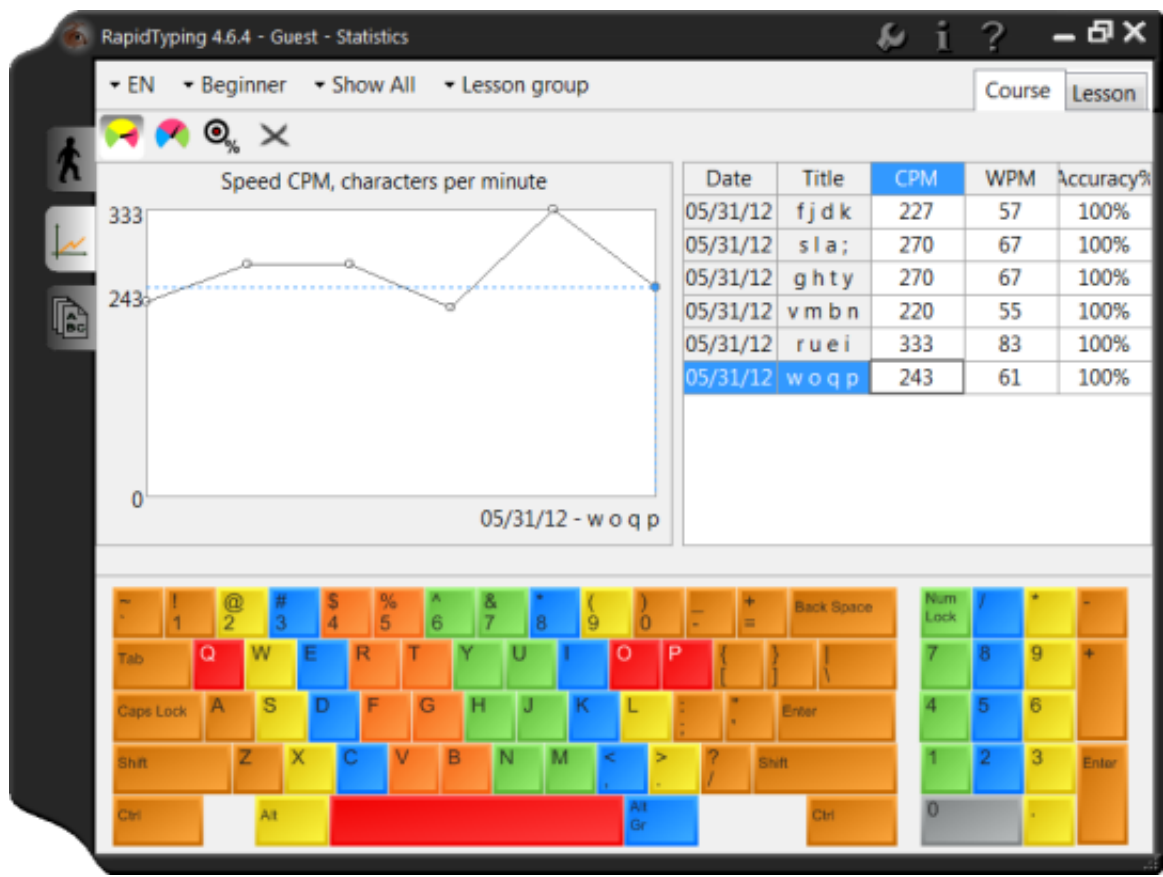 RapidTyping 4.6.4 - Guest - Statistics
EN Beginner Show All Lesson group
Course Lesson
Speed CPM, characters per minute
333
243
0
05/31/12 - w o q p
Date Title CPM WPM Accuracy%
05/31/12 f j d k 227 57 100%
05/31/12 s l a ; 270 67 100%
05/31/12 g h t y 270 67 100%
05/31/12 v m b n 220 55 100%
05/31/12 r u e i 333 83 100%
05/31/12 w o q p 243 61 100%
~ ! @ # $ % ^ & * ( ) _ +
` 1 2 3 4 5 6 7 8 9 0 - = Back Space
Num Lock / * -
Tab Q W E R T Y U I O P { } |
[ ] \
7 8 9 +
Caps Lock A S D F G H J K L : " Enter
; '
4 5 6
Shift Z X C V B N M < > ? Shift
, . /
1 2 3 Enter
Ctrl Alt Alt Gr Ctrl
0 .